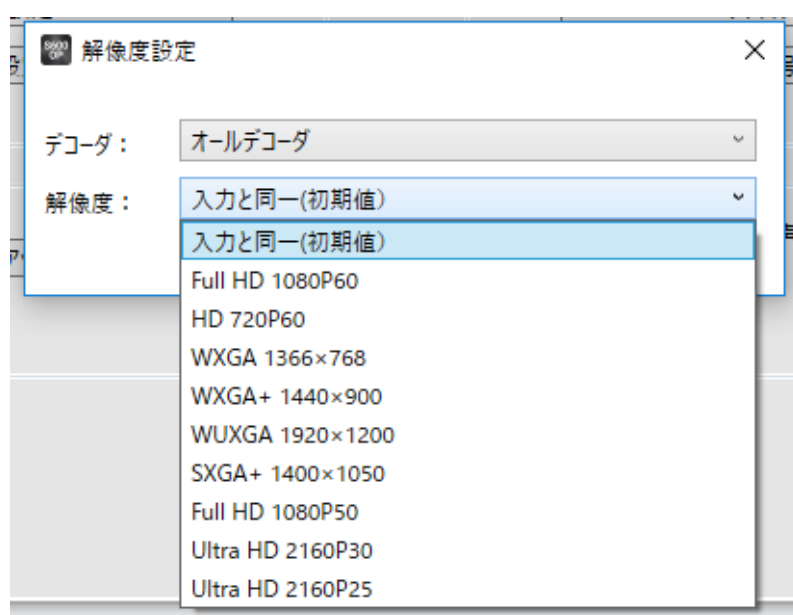 8600
OP
解像度設定
デコーダ：
オールデコーダ
解像度：
入力と同一(初期値）
入力と同一(初期値）
Full HD 1080P60
HD 720P60
WXGA 1366×768
WXGA+ 1440×900
WUXGA 1920×1200
SXGA+ 1400×1050
Full HD 1080P50
Ultra HD 2160P30
Ultra HD 2160P25